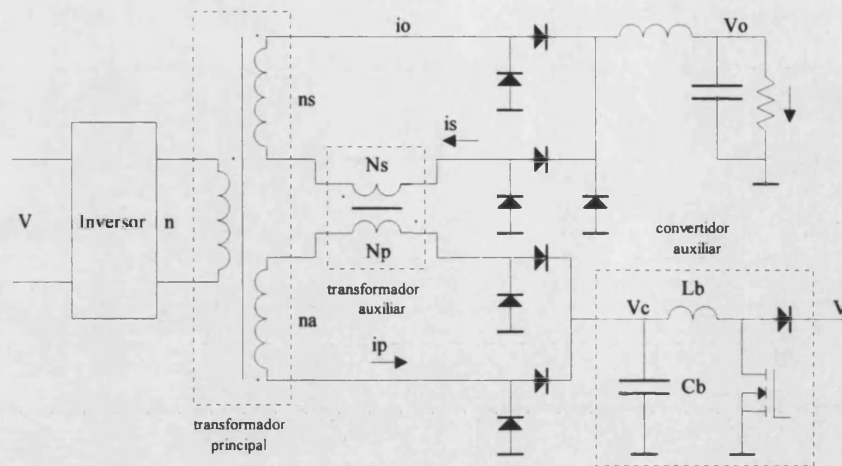 io
Vo
ns
is
Ns
V
Inversor
n
Np
convertidor
auxiliar
transformador
auxiliar
na
Lb
Vc
V
ip
Cb
transformador
principal